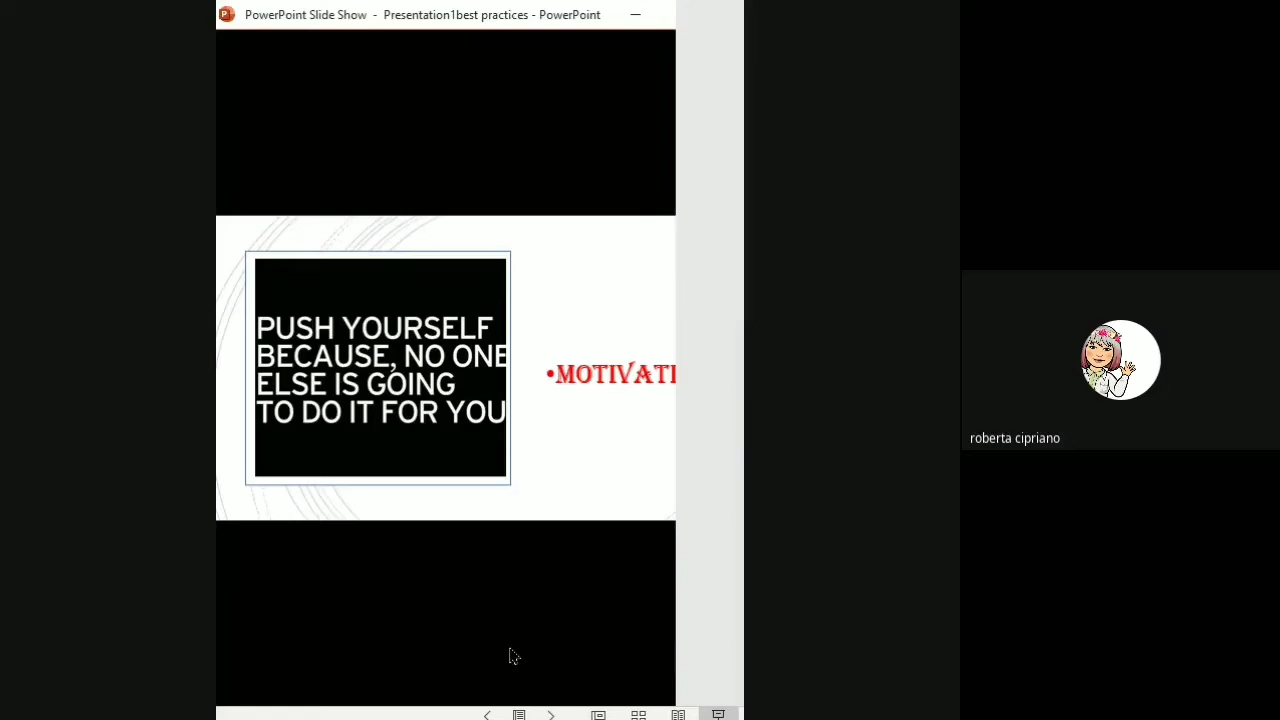 PowerPoint Slide Show - Presentation1best practices - PowerPoint
PUSH YOURSELF
BECAUSE, NO ONE
ELSE IS GOING
TO DO IT FOR YOU
•MOTIVATI
roberta cipriano